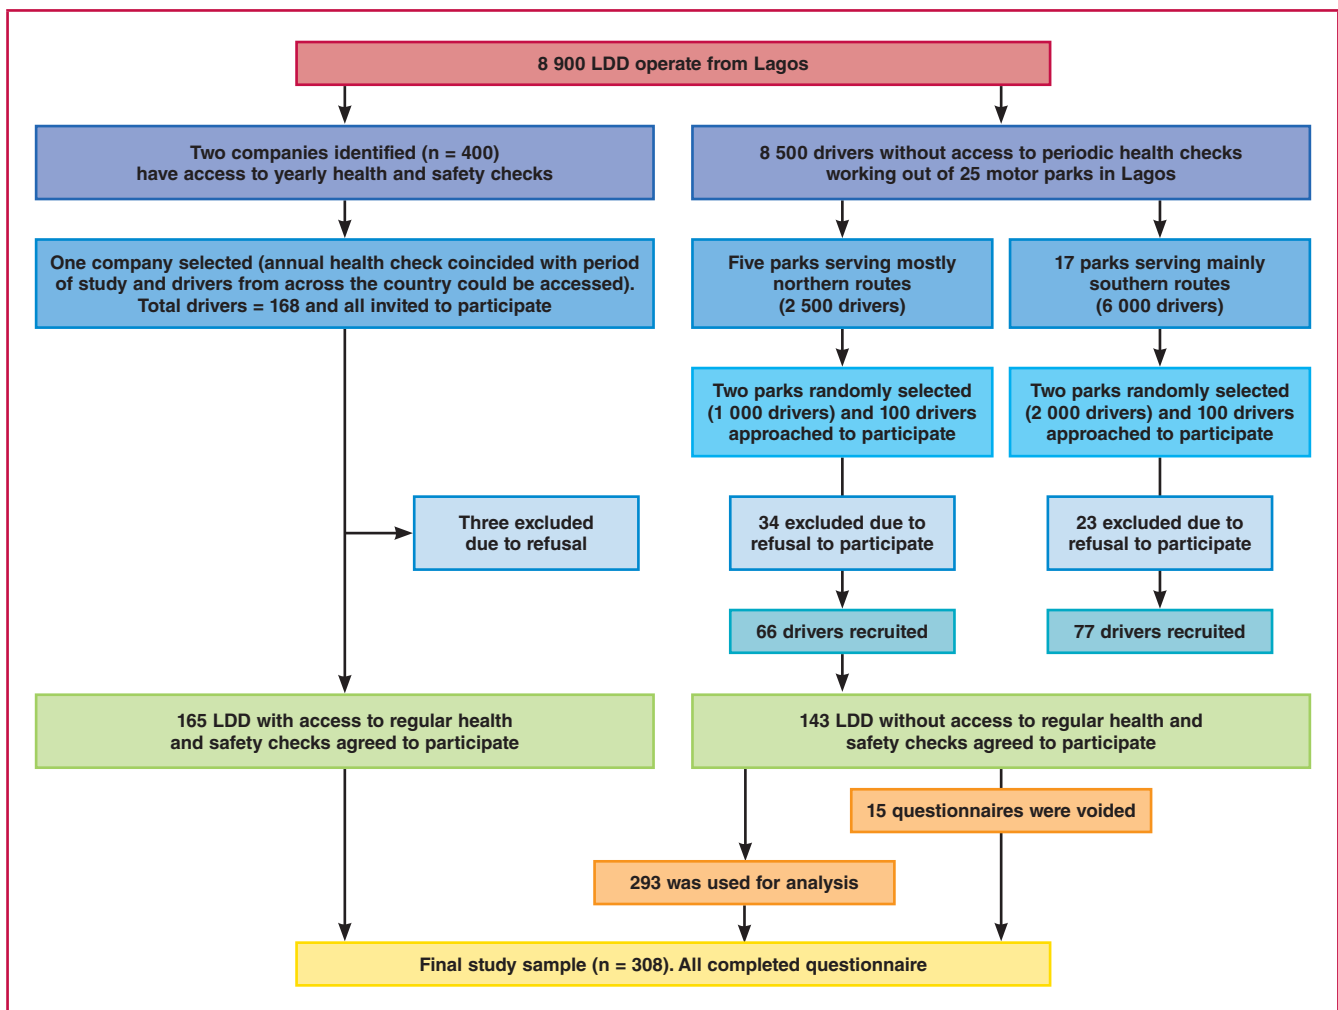 8 900 LDD operate from Lagos
Two companies identified (n = 400)
have access to yearly health and safety checks
8 500 drivers without access to periodic health checks
working out of 25 motor parks in Lagos
One company selected (annual health check coincided with period
of study and drivers from across the country could be accessed).
Total drivers = 168 and all invited to participate
Five parks serving mostly
northern routes
(2 500 drivers)
17 parks serving mainly
southern routes
(6 000 drivers)
Two parks randomly selected
(1 000 drivers) and 100 drivers
approached to participate
Two parks randomly selected
(2 000 drivers) and 100 drivers
approached to participate
Three excluded
due to refusal
34 excluded due to
refusal to participate
23 excluded due to
refusal to participate
66 drivers recruited
77 drivers recruited
165 LDD with access to regular health
and safety checks agreed to participate
143 LDD without access to regular health and
safety checks agreed to participate
15 questionnaires were voided
293 was used for analysis
Final study sample (n = 308). All completed questionnaire